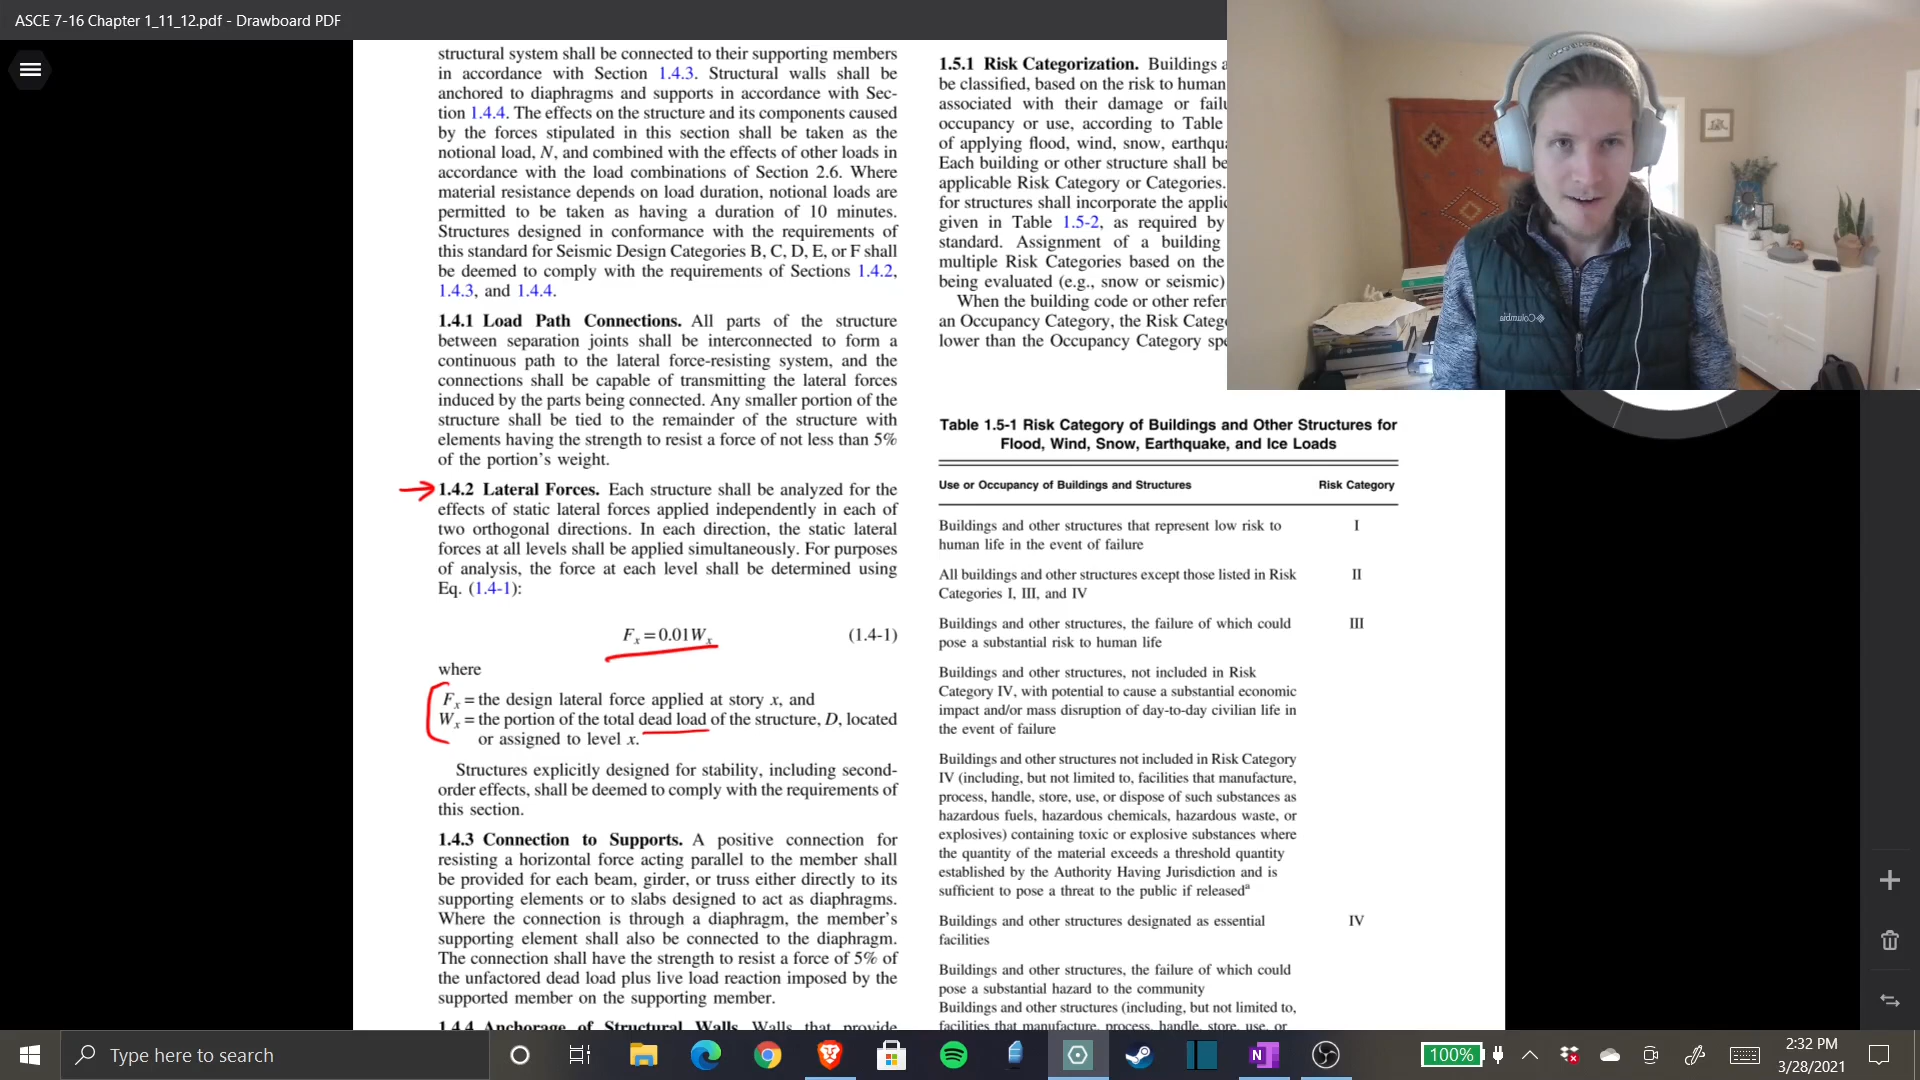 ASCE 7-16 Chapter 1_11_12.pdf - Drawboard PDF
structural system shall be connected to their supporting members
in accordance with Section 1.4.3. Structural walls shall be
anchored to diaphragms and supports in accordance with Sec-
tion 1.4.4. The effects on the structure and its components caused
by the forces stipulated in this section shall be taken as the
notional load, N, and combined with the effects of other loads in
accordance with the load combinations of Section 2.6. Where
material resistance depends on load duration, notional loads are
permitted to be taken as having a duration of 10 minutes.
Structures designed in conformance with the requirements of
this standard for Seismic Design Categories B, C, D, E, or F shall
be deemed to comply with the requirements of Sections 1.4.2,
1.4.3, and 1.4.4.
1.4.1 Load Path Connections. All parts of the structure
between separation joints shall be interconnected to form a
continuous path to the lateral force-resisting system, and the
connections shall be capable of transmitting the lateral forces
induced by the parts being connected. Any smaller portion of the
structure shall be tied to the remainder of the structure with
elements having the strength to resist a force of not less than 5%
of the portion's weight.
1.4.2 Lateral Forces. Each structure shall be analyzed for the
effects of static lateral forces applied independently in each of
two orthogonal directions. In each direction, the static lateral
forces at all levels shall be applied simultaneously. For purposes
of analysis, the force at each level shall be determined using
Eq. (1.4-1):
Fx = 0.01Wx (1.4-1)
where
Fx = the design lateral force applied at story x, and
Wx = the portion of the total dead load of the structure, D, located
or assigned to level x.
Structures explicitly designed for stability, including second-
order effects, shall be deemed to comply with the requirements of
this section.
1.4.3 Connection to Supports. A positive connection for
resisting a horizontal force acting parallel to the member shall
be provided for each beam, girder, or truss either directly to its
supporting elements or to slabs designed to act as diaphragms.
Where the connection is through a diaphragm, the member's
supporting element shall also be connected to the diaphragm.
The connection shall have the strength to resist a force of 5% of
the unfactored dead load plus live load reaction imposed by the
supported member on the supporting member.
1.4.4 Anchorage of Structural Walls. Walls that provide
1.5.1 Risk Categorization. Buildings
be classified, based on the risk to human
associated with their damage or
occupancy or use, according to Table
of applying flood, wind, snow,
Each building or other structure shall be
applicable Risk Category or Categories.
for structures shall incorporate the
given in Table 1.5-2, as required by
standard. Assignment of a building
multiple Risk Categories based on the
being evaluated (e.g., snow or seismic)
When the building code or other
an Occupancy Category, the Risk
lower than the Occupancy Category
Table 1.5-1 Risk Category of Buildings and Other Structures for
Flood, Wind, Snow, Earthquake, and Ice Loads
Use or Occupancy of Buildings and Structures Risk Category
Buildings and other structures that represent low risk to I
human life in the event of failure
All buildings and other structures except those listed in Risk II
Categories I, III, and IV
Buildings and other structures, the failure of which could III
pose a substantial risk to human life
Buildings and other structures, not included in Risk
Category IV, with potential to cause a substantial economic
impact and/or mass disruption of day-to-day civilian life in
the event of failure
Buildings and other structures not included in Risk Category
IV (including, but not limited to, facilities that manufacture,
process, handle, store, use, or dispose of such substances as
hazardous fuels, hazardous chemicals, hazardous waste, or
explosives) containing toxic or explosive substances where
the quantity of the material exceeds a threshold quantity
established by the Authority Having Jurisdiction and is
sufficient to pose a threat to the public if releasedª
Buildings and other structures designated as essential IV
facilities
Buildings and other structures, the failure of which could
pose a substantial hazard to the community
Buildings and other structures (including, but not limited to,
facilities that manufacture, process, handle, store, use, or
Columbia
Type here to search
100%
2:32 PM
3/28/2021